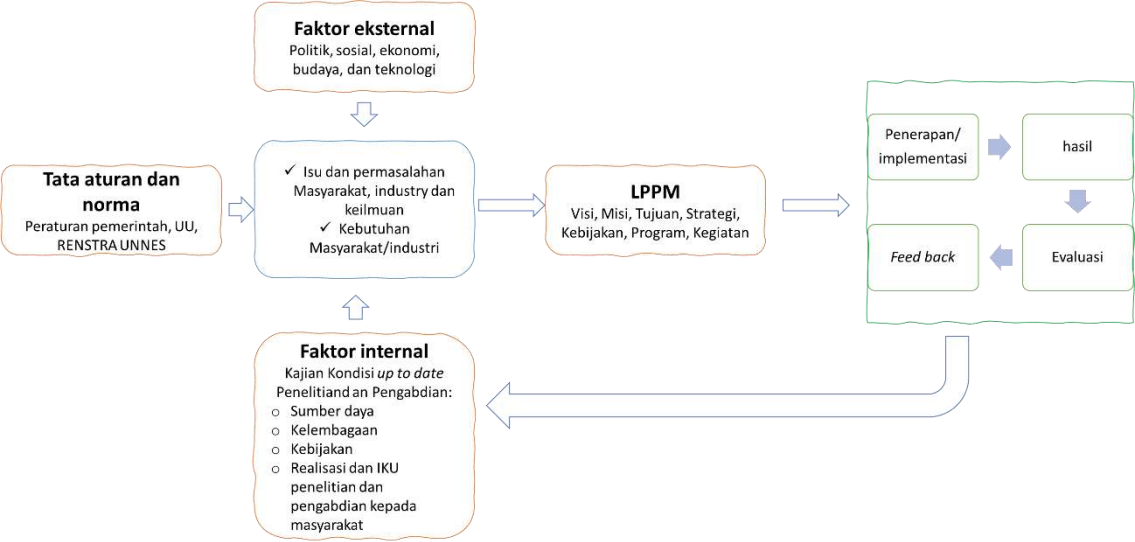 Faktor eksternal
Politik, sosial, ekonomi,
budaya, dan teknologi
Tata aturan dan
norma
Peraturan pemerintah, UU,
RENSTRA UNNES
✓ Isu dan permasalahan
Masyarakat, industry dan
keilmuan
✓ Kebutuhan
Masyarakat/industri
LPPM
Visi, Misi, Tujuan, Strategi,
Kebijakan, Program, Kegiatan
Penerapan/
implementasi
hasil
Evaluasi
Feed back
Faktor internal
Kajian Kondisi up to date
Penelitiand an Pengabdian:
o Sumber daya
o Kelembagaan
o Kebijakan
o Realisasi dan IKU
penelitian dan
pengabdian kepada
masyarakat